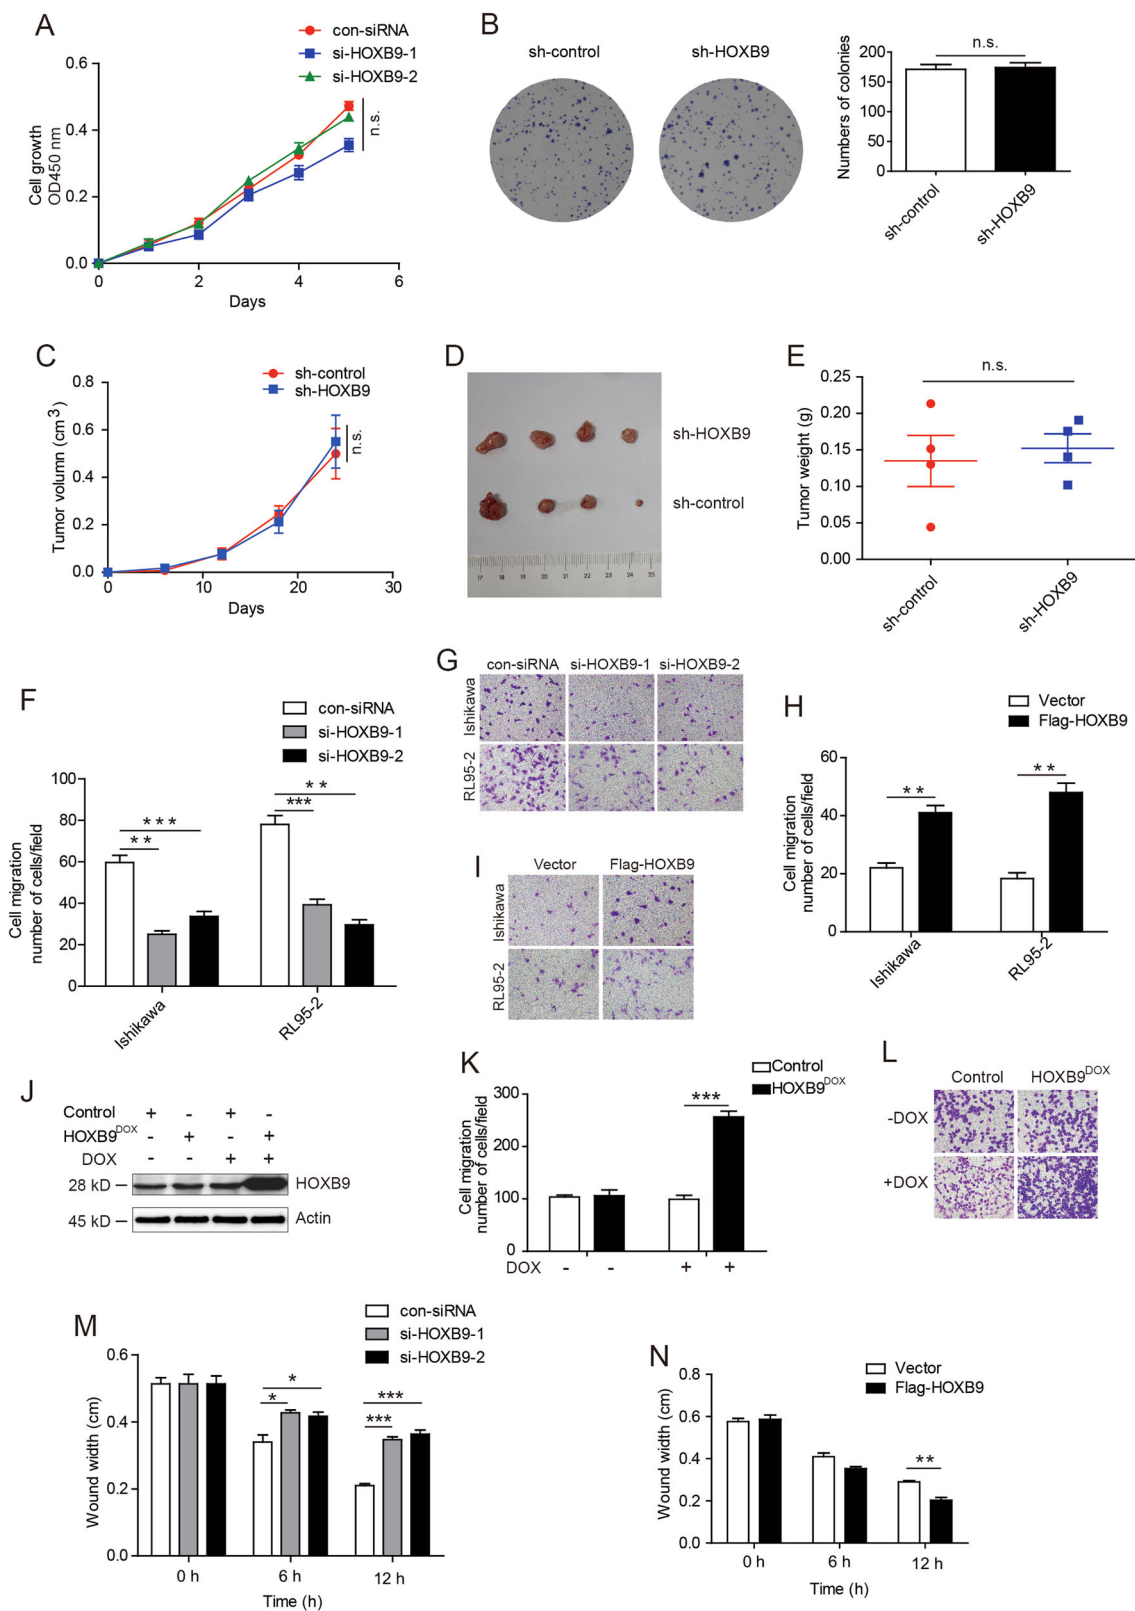 A
con-siRNA
si-HOXB9-1
si-HOXB9-2
Cell growth
OD450 nm
0.6
0.4
0.2
0.0
0 2 4 6
Days
n.s.
B
sh-control sh-HOXB9
Numbers of colonies
200
150
100
50
0
n.s.
sh-control
sh-HOXB9
C
sh-control
sh-HOXB9
Tumor volumn (cm3)
0.8
0.6
0.4
0.2
0.0
0 10 20 30
Days
n.s.
D
sh-HOXB9
sh-control
17 18 19 20 21 22 23 24 25
E
Tumor weight (g)
0.25
0.20
0.15
0.10
0.05
0.00
n.s.
sh-control
sh-HOXB9
F
con-siRNA
si-HOXB9-1
si-HOXB9-2
Cell migration
number of cells/field
100
80
60
40
20
0
***
**
**
***
Ishikawa
RL95-2
G
con-siRNA si-HOXB9-1 si-HOXB9-2
Ishikawa
RL95-2
H
Vector
Flag-HOXB9
Cell migration
number of cells/field
60
40
20
0
**
**
Ishikawa
RL95-2
I
Vector Flag-HOXB9
Ishikawa
RL95-2
J
Control + - + -
HOXB9DOX - + - +
DOX - - + +
28 kD HOXB9
45 kD Actin
K
Control
HOXB9DOX
Cell migration
number of cells/field
300
200
100
0
***
DOX - - + +
L
Control HOXB9DOX
-DOX
+DOX
M
con-siRNA
si-HOXB9-1
si-HOXB9-2
Wound width (cm)
0.6
0.4
0.2
0.0
*
*
***
***
0 h 6 h 12 h
Time (h)
N
Vector
Flag-HOXB9
Wound width (cm)
0.8
0.6
0.4
0.2
0.0
**
0 h 6 h 12 h
Time (h)